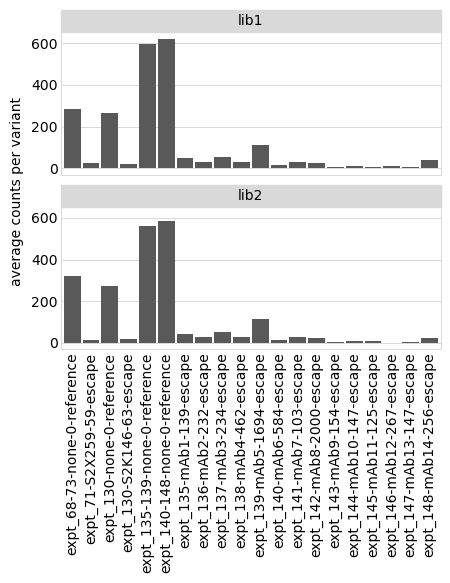 lib1
600
400
200
0
lib2
600
400
200
0
average counts per variant
expt_68-73-none-0-reference
expt_71-S2X259-59-escape
expt_130-none-0-reference
expt_130-S2K146-63-escape
expt_135-139-none-0-reference
expt_140-148-none-0-reference
expt_135-mAb1-139-escape
expt_136-mAb2-232-escape
expt_137-mAb3-234-escape
expt_138-mAb4-462-escape
expt_139-mAb5-1694-escape
expt_140-mAb6-584-escape
expt_141-mAb7-103-escape
expt_142-mAb8-2000-escape
expt_143-mAb9-154-escape
expt_144-mAb10-147-escape
expt_145-mAb11-125-escape
expt_146-mAb12-267-escape
expt_147-mAb13-147-escape
expt_148-mAb14-256-escape